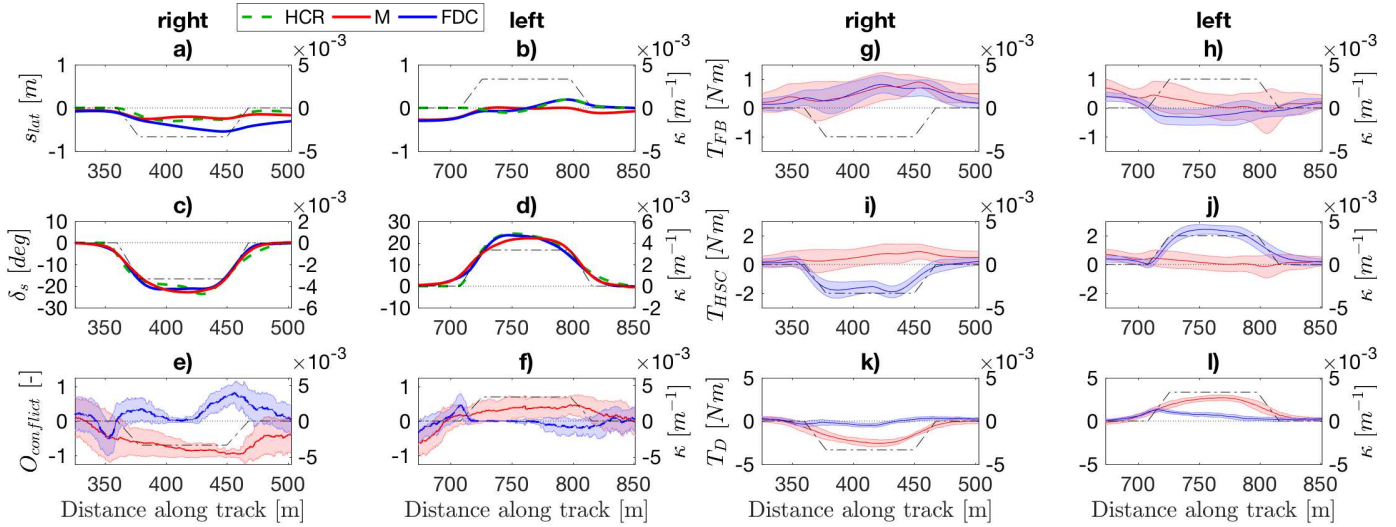 right HCR M FDC left right left
a) b) g) h)
×10⁻³ ×10⁻³ ×10⁻³ ×10⁻³
s_lat [m] 1 0 -1 5 0 -5
350 400 450 500
1 0 -1 5 0 -5 κ [m⁻¹]
700 750 800 850
T_FB [Nm] 1 0 -1 5 0 -5
350 400 450 500
1 0 -1 5 0 -5 κ [m⁻¹]
700 750 800 850
c) d) i) j)
×10⁻³ ×10⁻³ ×10⁻³ ×10⁻³
δ_s [deg] 10 0 -10 -20 -30 2 0 -2 -4 -6
350 400 450 500
30 20 10 0 -10 6 4 2 0 -2 κ [m⁻¹]
700 750 800 850
T_HSC [Nm] 2 0 -2 5 0 -5
350 400 450 500
2 0 -2 5 0 -5 κ [m⁻¹]
700 750 800 850
e) f) k) l)
×10⁻³ ×10⁻³ ×10⁻³ ×10⁻³
O_conflict [-] 1 0 -1 5 0 -5
350 400 450 500
1 0 -1 5 0 -5 κ [m⁻¹]
700 750 800 850
T_D [Nm] 5 0 -5 5 0 -5
350 400 450 500
5 0 -5 5 0 -5 κ [m⁻¹]
700 750 800 850
Distance along track [m] Distance along track [m] Distance along track [m] Distance along track [m]